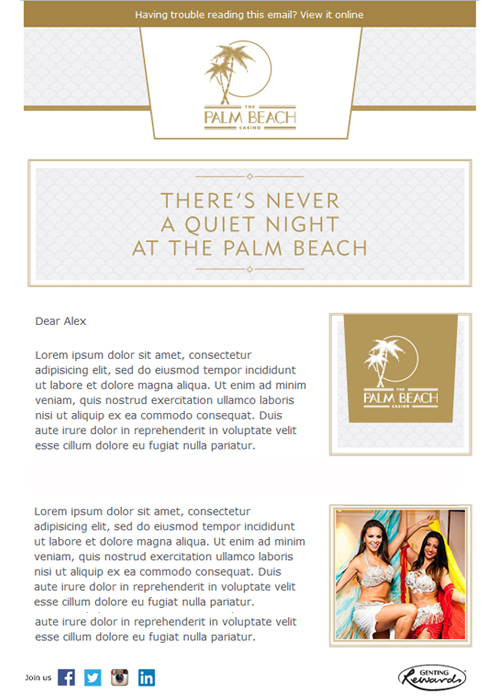 Having trouble reading this email? View it online
THE
PALM BEACH
CASINO
THERE'S NEVER
A QUIET NIGHT
AT THE PALM BEACH
Dear Alex
Lorem ipsum dolor sit amet, consectetur
adipisicing elit, sed do eiusmod tempor incididunt
ut labore et dolore magna aliqua. Ut enim ad minim
veniam, quis nostrud exercitation ullamco laboris
nisi ut aliquip ex ea commodo consequat. Duis
aute irure dolor in reprehenderit in voluptate velit
esse cillum dolore eu fugiat nulla pariatur.
THE
PALM BEACH
CASINO
Lorem ipsum dolor sit amet, consectetur
adipisicing elit, sed do eiusmod tempor incididunt
ut labore et dolore magna aliqua. Ut enim ad minim
veniam, quis nostrud exercitation ullamco laboris
nisi ut aliquip ex ea commodo consequat. Duis
aute irure dolor in reprehenderit in voluptate velit
esse cillum dolore eu fugiat nulla pariatur.
aute irure dolor in reprehenderit in voluptate velit
esse cillum dolore eu fugiat nulla pariatur.
Join us
GENTING
Rewards